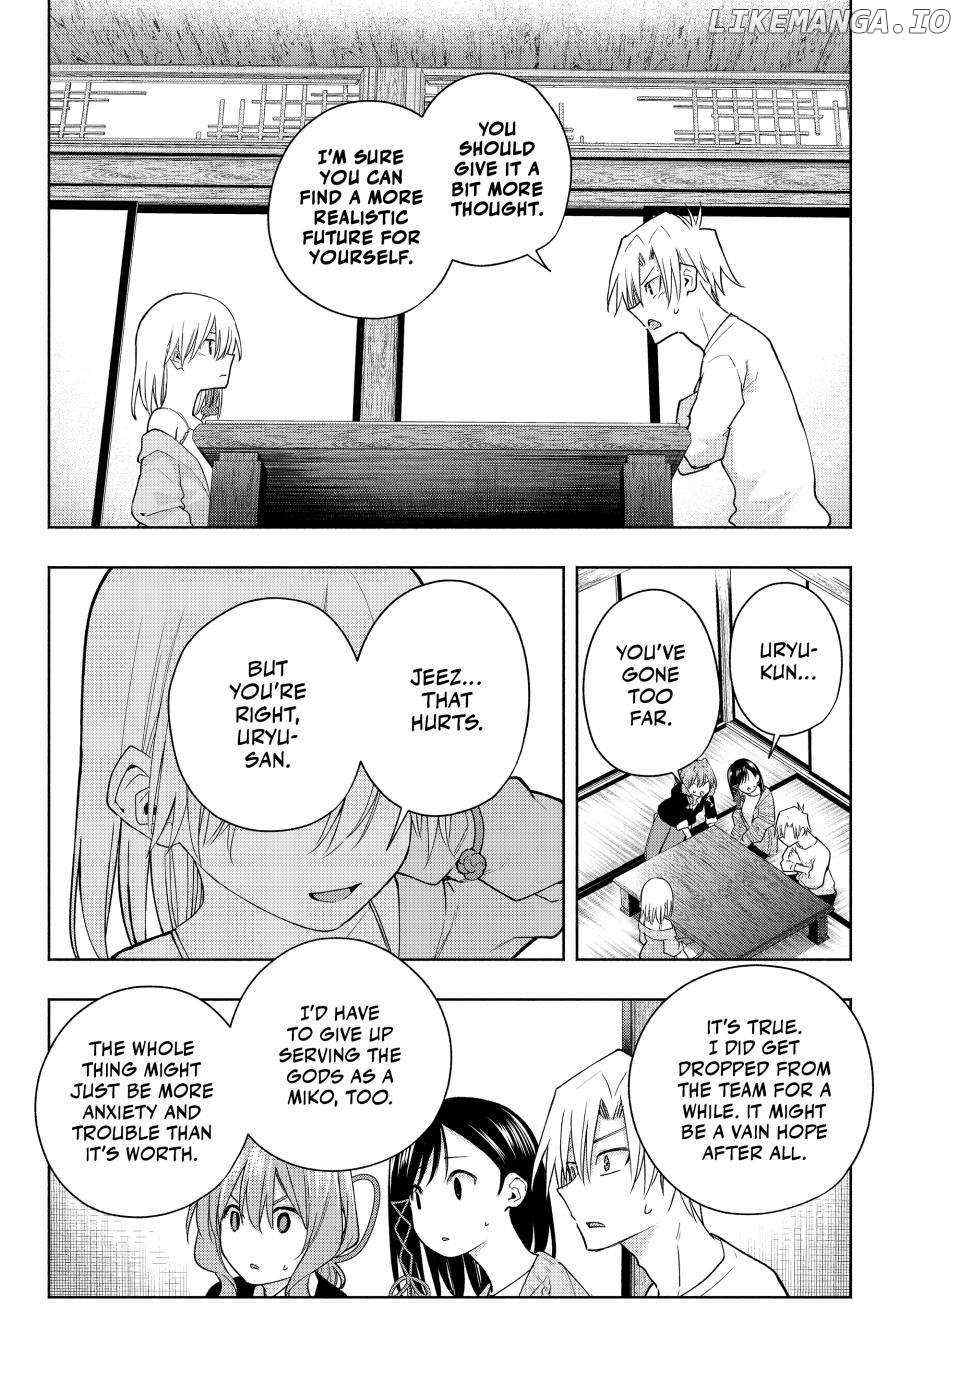 LIKEMANGA.IO
YOU
SHOULD
GIVE IT A
BIT MORE
THOUGHT.
I'M SURE
YOU CAN
FIND A MORE
REALISTIC
FUTURE FOR
YOURSELF.
URYU-
KUN...
YOU'VE
GONE
TOO
FAR.
JEEZ...
THAT
HURTS.
BUT
YOU'RE
RIGHT,
URYU-
SAN.
IT'S TRUE.
I DID GET
DROPPED FROM
THE TEAM FOR A
WHILE. IT MIGHT
BE A VAIN HOPE
AFTER ALL.
I'D HAVE
TO GIVE UP
SERVING THE
GODS AS A
MIKO, TOO.
THE WHOLE
THING MIGHT
JUST BE MORE
ANXIETY AND
TROUBLE THAN
IT'S WORTH.